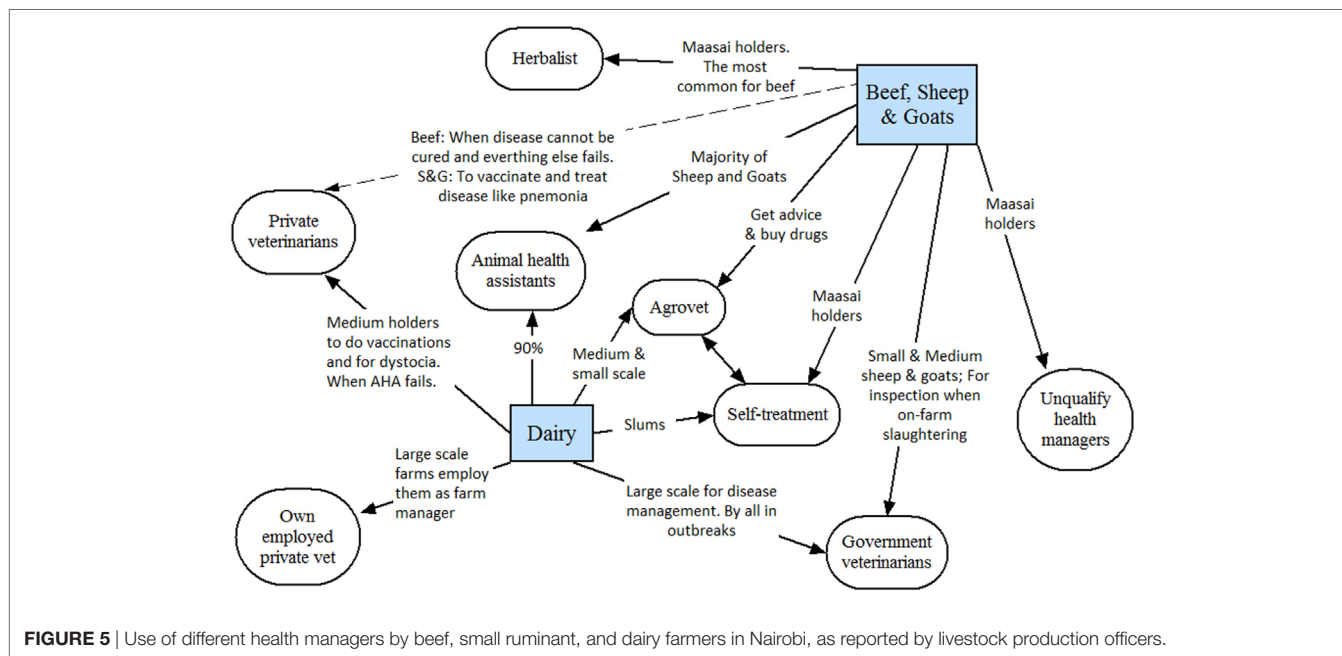 Herbalist
Maasai holders.
The most
common for beef
Beef, Sheep
& Goats
Beef: When disease cannot be
cured and everthing else fails.
S&G: To vaccinate and treat
disease like pnemonia
Majority of
Sheep and Goats
Private
veterinarians
Get advice
& buy drugs
Maasai
holders
Animal health
assistants
Agrovet
Maasai
holders
Medium holders
to do vaccinations
and for dystocia.
When AHA fails.
90%
Medium &
small scale
Small & Medium
sheep & goats; For
inspection when
on-farm
slaughtering
Unqualify
health
managers
Self-treatment
Slums
Dairy
Large scale
farms employ
them as farm
manager
Large scale for disease
management. By all in
outbreaks
Own
employed
private vet
Government
veterinarians
FIGURE 5 | Use of different health managers by beef, small ruminant, and dairy farmers in Nairobi, as reported by livestock production officers.